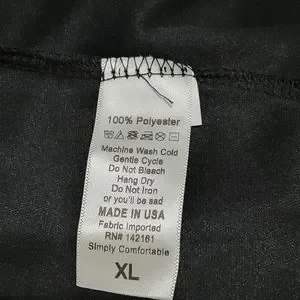 100% Polyester
Machine Wash Cold
Gentle Cycle
Do Not Bleach
Hang Dry
Do Not Iron
or you'll be sad
MADE IN USA
Fabric Imported
RN# 142161
Simply Comfortable
XL